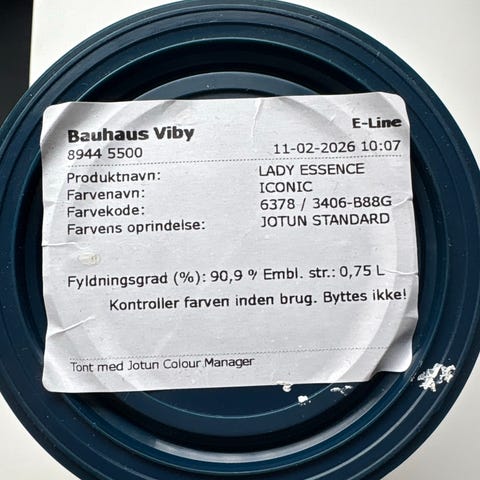 Bauhaus Viby E-Line
8944 5500 11-02-2026 10:07
Produktnavn: LADY ESSENCE
Farvenavn: ICONIC
Farvekode: 6378 / 3406-B88G
Farvens oprindelse: JOTUN STANDARD
Fyldningsgrad (%): 90,9 % Embl. str.: 0,75 L
Kontroller farven inden brug. Byttes ikke!
Tont med Jotun Colour Manager